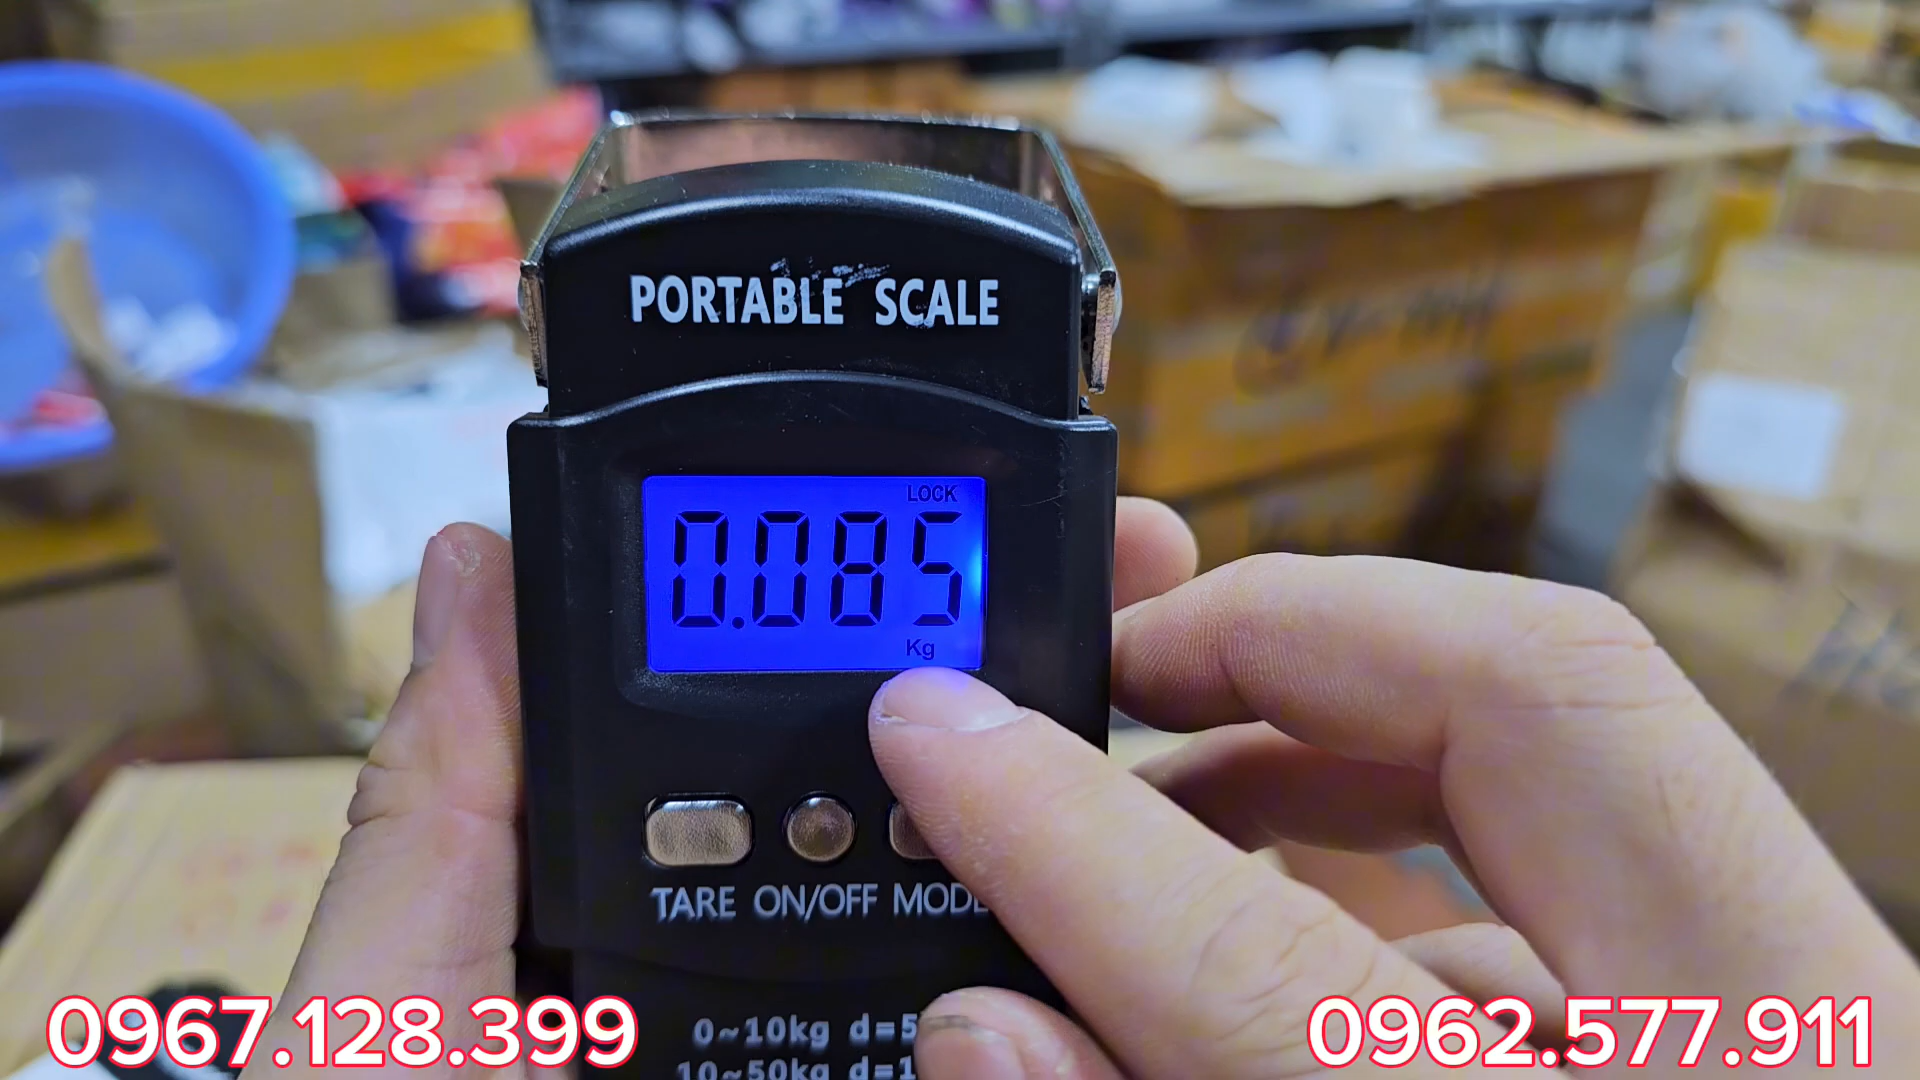 PORTABLE SCALE
LOCK
0.085
Kg
TARE ON/OFF MODE
0~10kg d=5
10~50kg d=1
0967.128.399
0962.577.911